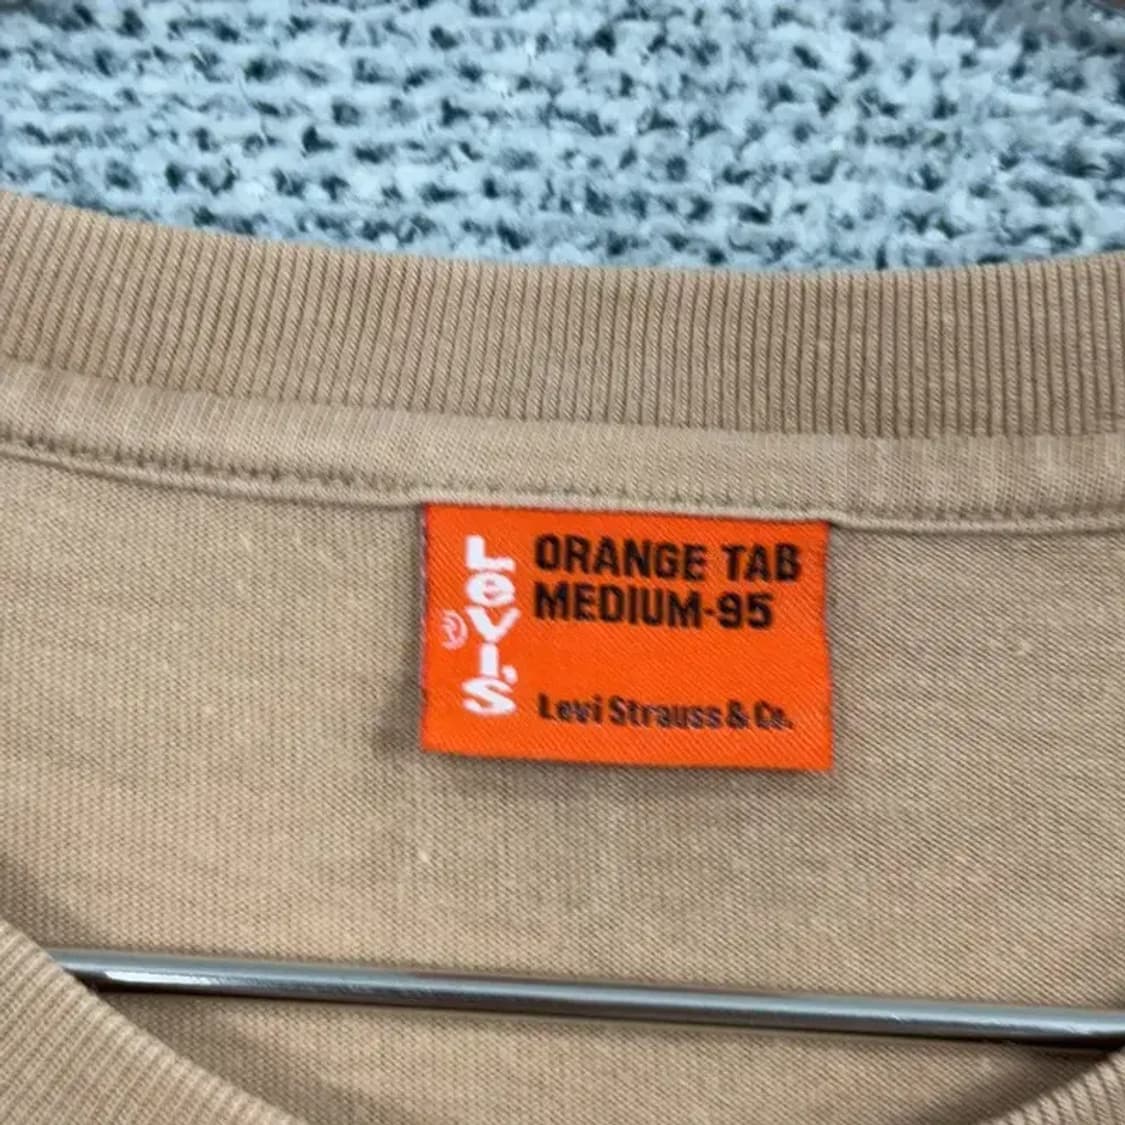 Levi's
®
ORANGE TAB
MEDIUM-95
Levi Strauss & Co.